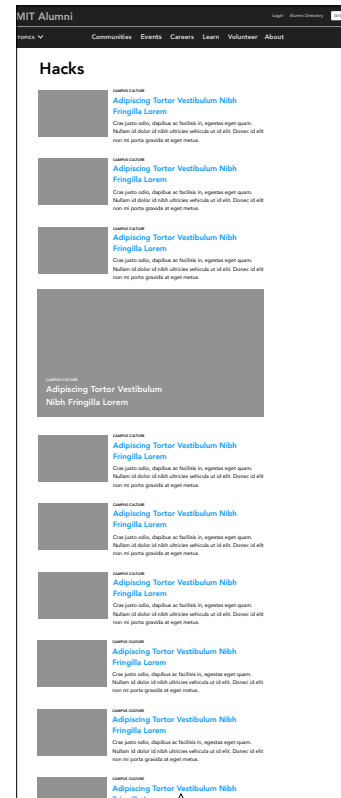 MIT Alumni
Login Alumni Directory
TOPICS Communities Events Careers Learn Volunteer About
Hacks
CAMPUS CULTURE
Adipiscing Tortor Vestibulum Nibh
Fringilla Lorem
Cras justo odio, dapibus ac facilisis in, egestas eget quam.
Nullam id dolor id nibh ultricies vehicula ut id elit. Donec id elit
non mi porta gravida at eget metus.
CAMPUS CULTURE
Adipiscing Tortor Vestibulum Nibh
Fringilla Lorem
Cras justo odio, dapibus ac facilisis in, egestas eget quam.
Nullam id dolor id nibh ultricies vehicula ut id elit. Donec id elit
non mi porta gravida at eget metus.
CAMPUS CULTURE
Adipiscing Tortor Vestibulum Nibh
Fringilla Lorem
Cras justo odio, dapibus ac facilisis in, egestas eget quam.
Nullam id dolor id nibh ultricies vehicula ut id elit. Donec id elit
non mi porta gravida at eget metus.
CAMPUS CULTURE
Adipiscing Tortor Vestibulum
Nibh Fringilla Lorem
CAMPUS CULTURE
Adipiscing Tortor Vestibulum Nibh
Fringilla Lorem
Cras justo odio, dapibus ac facilisis in, egestas eget quam.
Nullam id dolor id nibh ultricies vehicula ut id elit. Donec id elit
non mi porta gravida at eget metus.
CAMPUS CULTURE
Adipiscing Tortor Vestibulum Nibh
Fringilla Lorem
Cras justo odio, dapibus ac facilisis in, egestas eget quam.
Nullam id dolor id nibh ultricies vehicula ut id elit. Donec id elit
non mi porta gravida at eget metus.
CAMPUS CULTURE
Adipiscing Tortor Vestibulum Nibh
Fringilla Lorem
Cras justo odio, dapibus ac facilisis in, egestas eget quam.
Nullam id dolor id nibh ultricies vehicula ut id elit. Donec id elit
non mi porta gravida at eget metus.
CAMPUS CULTURE
Adipiscing Tortor Vestibulum Nibh
Fringilla Lorem
Cras justo odio, dapibus ac facilisis in, egestas eget quam.
Nullam id dolor id nibh ultricies vehicula ut id elit. Donec id elit
non mi porta gravida at eget metus.
CAMPUS CULTURE
Adipiscing Tortor Vestibulum Nibh
Fringilla Lorem
Cras justo odio, dapibus ac facilisis in, egestas eget quam.
Nullam id dolor id nibh ultricies vehicula ut id elit. Donec id elit
non mi porta gravida at eget metus.
CAMPUS CULTURE
Adipiscing Tortor Vestibulum Nibh